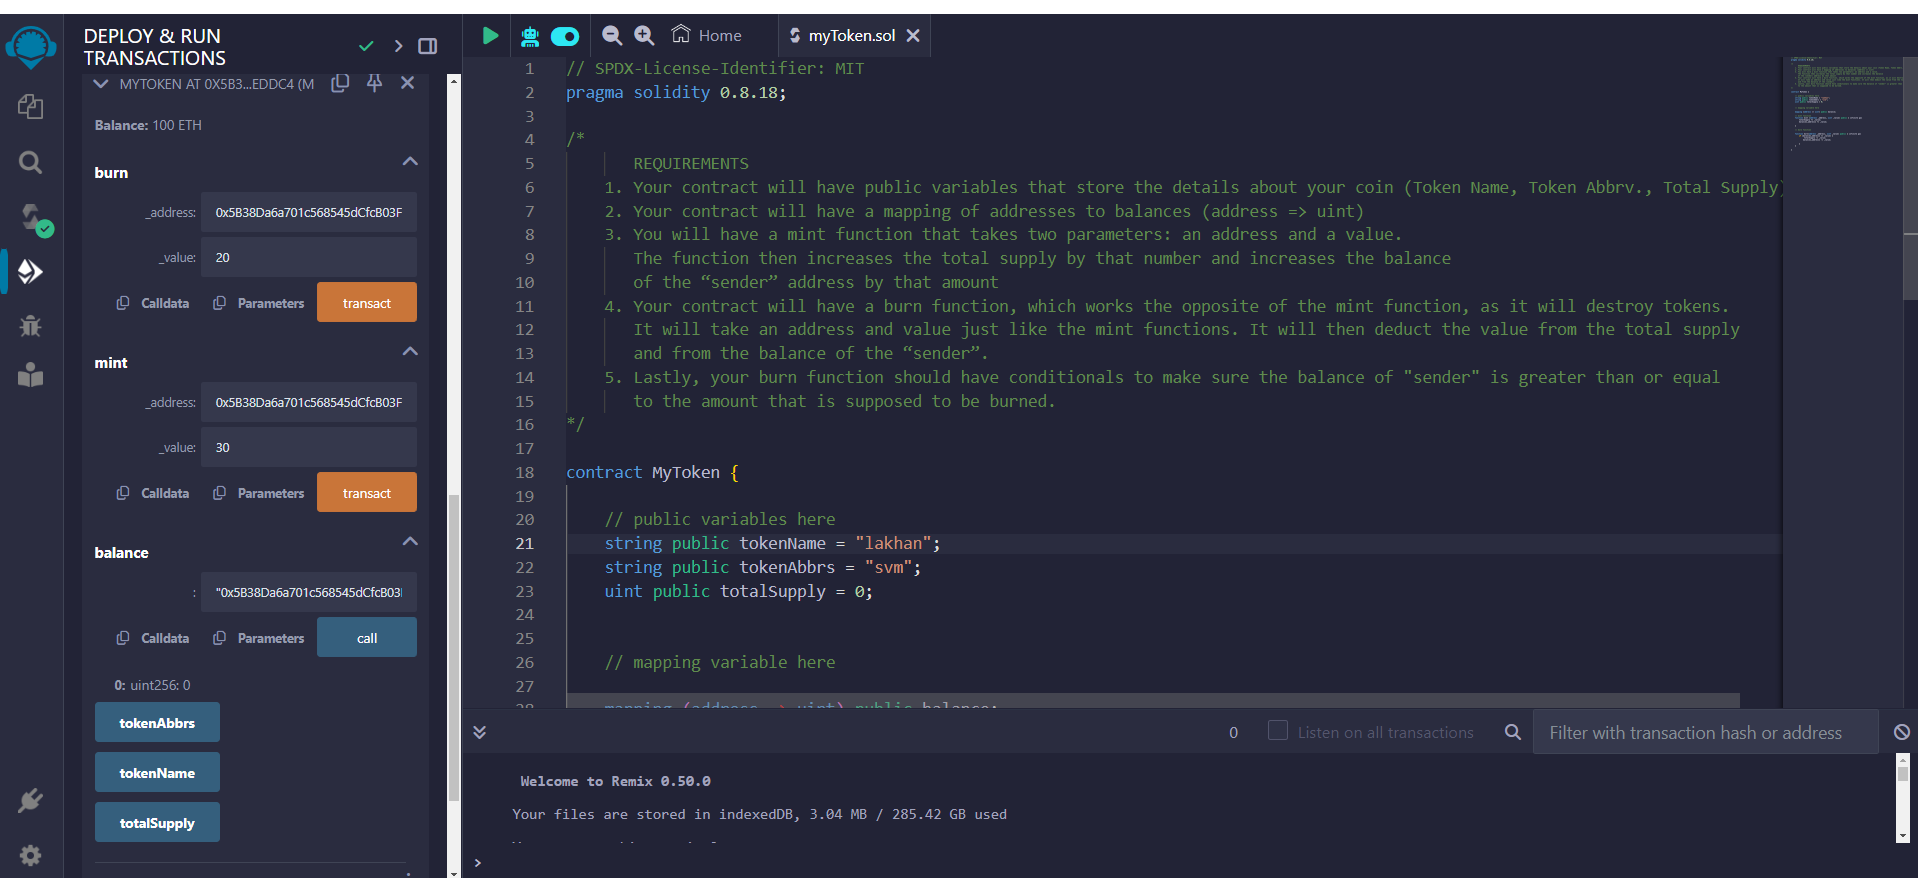 DEPLOY & RUN
TRANSACTIONS
MYTOKEN AT 0X5B3...EDDC4 (M
Balance: 100 ETH
burn
_address: 0x5B38Da6a701c568545dCfcB03F
_value: 20
Calldata Parameters transact
mint
_address: 0x5B38Da6a701c568545dCfcB03F
_value: 30
Calldata Parameters transact
balance
: "0x5B38Da6a701c568545dCfcB03
Calldata Parameters call
0: uint256: 0
tokenAbbrs
tokenName
totalSupply
Home myToken.sol
1 // SPDX-License-Identifier: MIT
2 pragma solidity 0.8.18;
3
4 /*
5 REQUIREMENTS
6 1. Your contract will have public variables that store the details about your coin (Token Name, Token Abbrv., Total Supply)
7 2. Your contract will have a mapping of addresses to balances (address => uint)
8 3. You will have a mint function that takes two parameters: an address and a value.
9 The function then increases the total supply by that number and increases the balance
10 of the “sender” address by that amount
11 4. Your contract will have a burn function, which works the opposite of the mint function, as it will destroy tokens.
12 It will take an address and value just like the mint functions. It will then deduct the value from the total supply
13 and from the balance of the “sender”.
14 5. Lastly, your burn function should have conditionals to make sure the balance of "sender" is greater than or equal
15 to the amount that is supposed to be burned.
16 */
17
18 contract MyToken {
19
20 // public variables here
21 string public tokenName = "lakhan";
22 string public tokenAbbrs = "svm";
23 uint public totalSupply = 0;
24
25
26 // mapping variable here
27
28 mapping (address => uint) public balance;
0 Listen on all transactions Filter with transaction hash or address
Welcome to Remix 0.50.0
Your files are stored in indexedDB, 3.04 MB / 285.42 GB used
>